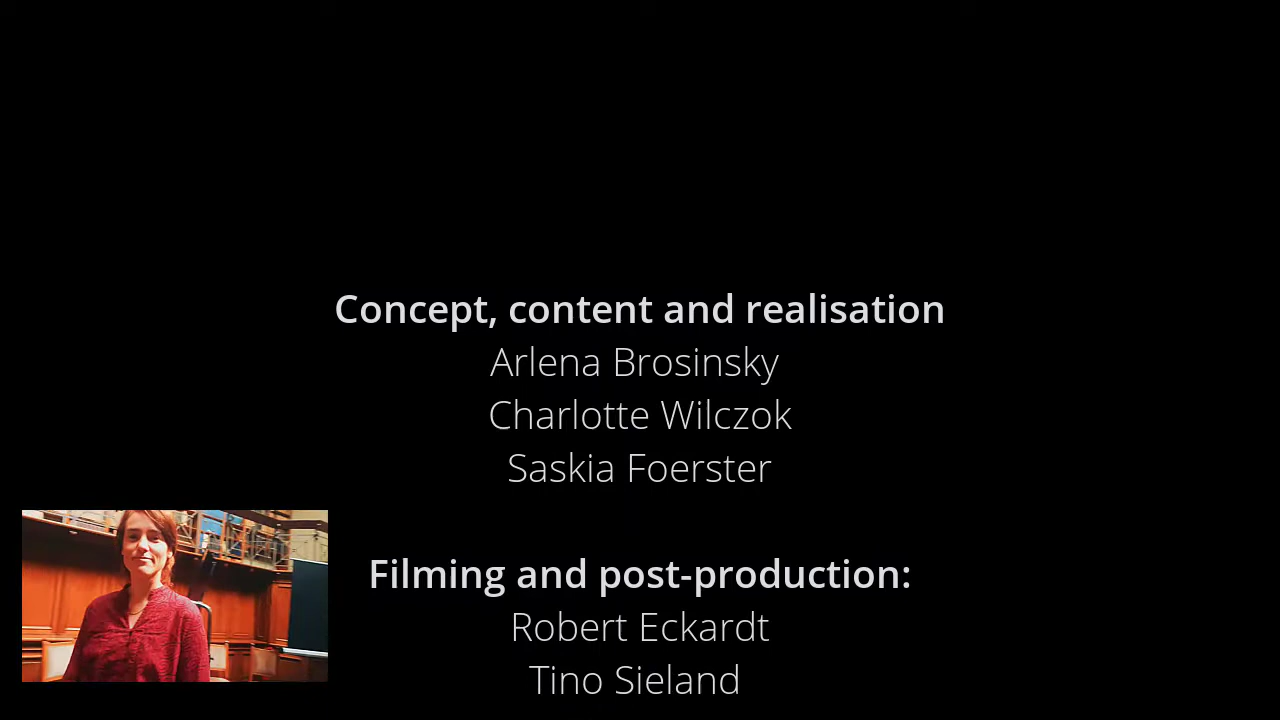 Concept, content and realisation
Arlena Brosinsky
Charlotte Wilczok
Saskia Foerster
Filming and post-production:
Robert Eckardt
Tino Sieland